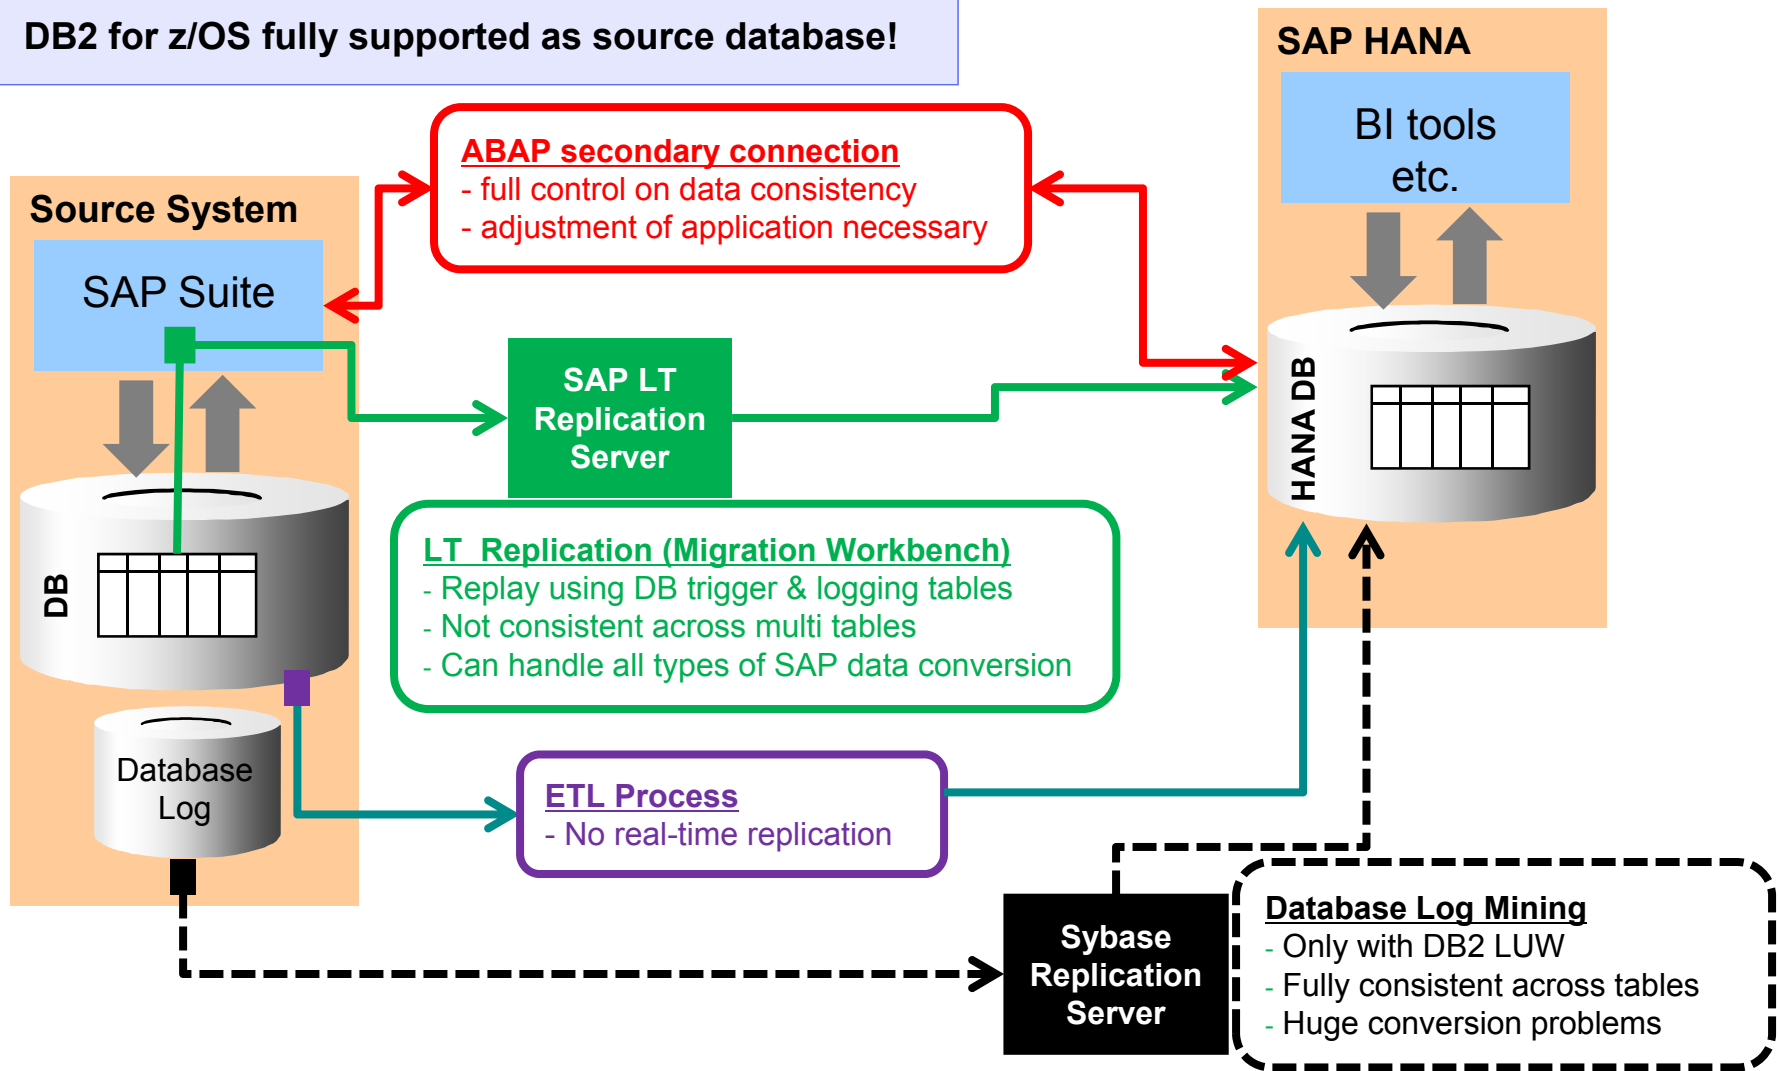 DB2 for z/OS fully supported as source database!
SAP HANA
BI tools
etc.
ABAP secondary connection
- full control on data consistency
- adjustment of application necessary
Source System
SAP Suite
SAP LT
Replication
Server
HANA DB
LT Replication (Migration Workbench)
- Replay using DB trigger & logging tables
- Not consistent across multi tables
- Can handle all types of SAP data conversion
DB
Database
Log
ETL Process
- No real-time replication
Sybase
Replication
Server
Database Log Mining
- Only with DB2 LUW
- Fully consistent across tables
- Huge conversion problems